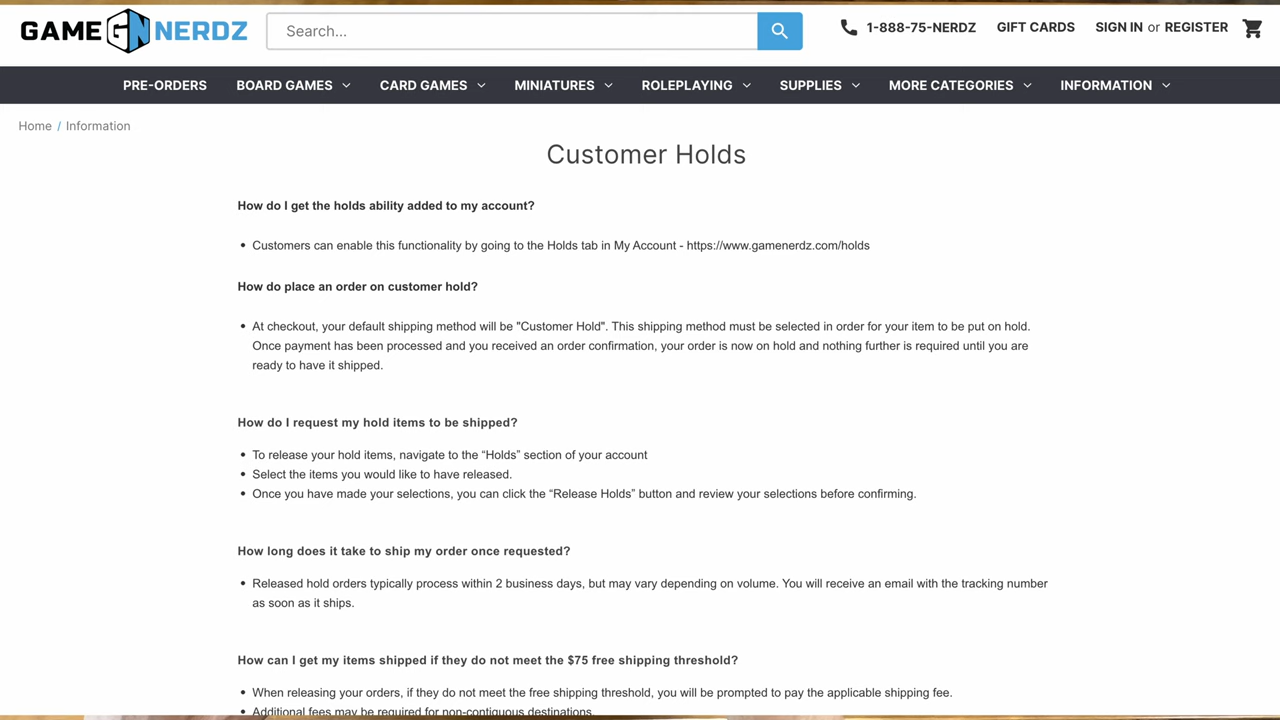 GAME GN NERDZ
Search...
1-888-75-NERDZ
GIFT CARDS
SIGN IN or REGISTER
PRE-ORDERS
BOARD GAMES
CARD GAMES
MINIATURES
ROLEPLAYING
SUPPLIES
MORE CATEGORIES
INFORMATION
Home / Information
Customer Holds
How do I get the holds ability added to my account?
• Customers can enable this functionality by going to the Holds tab in My Account - https://www.gamenerdz.com/holds
How do place an order on customer hold?
• At checkout, your default shipping method will be "Customer Hold". This shipping method must be selected in order for your item to be put on hold.
Once payment has been processed and you received an order confirmation, your order is now on hold and nothing further is required until you are
ready to have it shipped.
How do I request my hold items to be shipped?
• To release your hold items, navigate to the “Holds” section of your account
• Select the items you would like to have released.
• Once you have made your selections, you can click the “Release Holds” button and review your selections before confirming.
How long does it take to ship my order once requested?
• Released hold orders typically process within 2 business days, but may vary depending on volume. You will receive an email with the tracking number
as soon as it ships.
How can I get my items shipped if they do not meet the $75 free shipping threshold?
• When releasing your orders, if they do not meet the free shipping threshold, you will be prompted to pay the applicable shipping fee.
• Additional fees may be required for non-contiguous destinations.